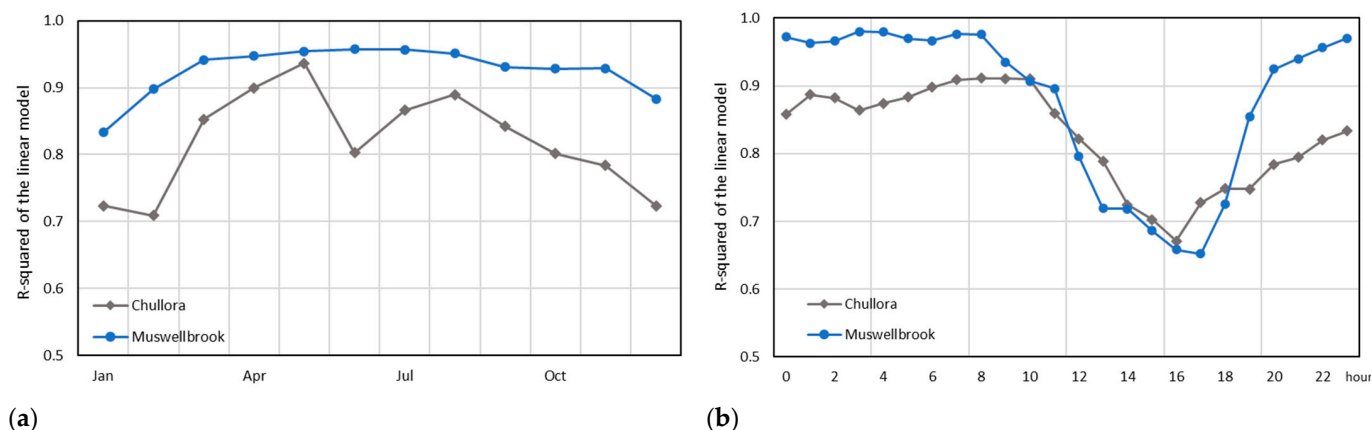 R-squared of the linear model
1.0
0.9
0.8
0.7
0.6
0.5
Chullora
Muswellbrook
Jan Apr Jul Oct
(a)
R-squared of the linear model
1.0
0.9
0.8
0.7
0.6
0.5
Chullora
Muswellbrook
0 2 4 6 8 10 12 14 16 18 20 22 hour
(b)